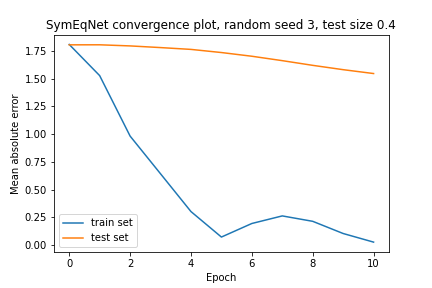 SymEqNet convergence plot, random seed 3, test size 0.4
Mean absolute error
1.75
1.50
1.25
1.00
0.75
0.50
0.25
0.00
train set
test set
0 2 4 6 8 10
Epoch